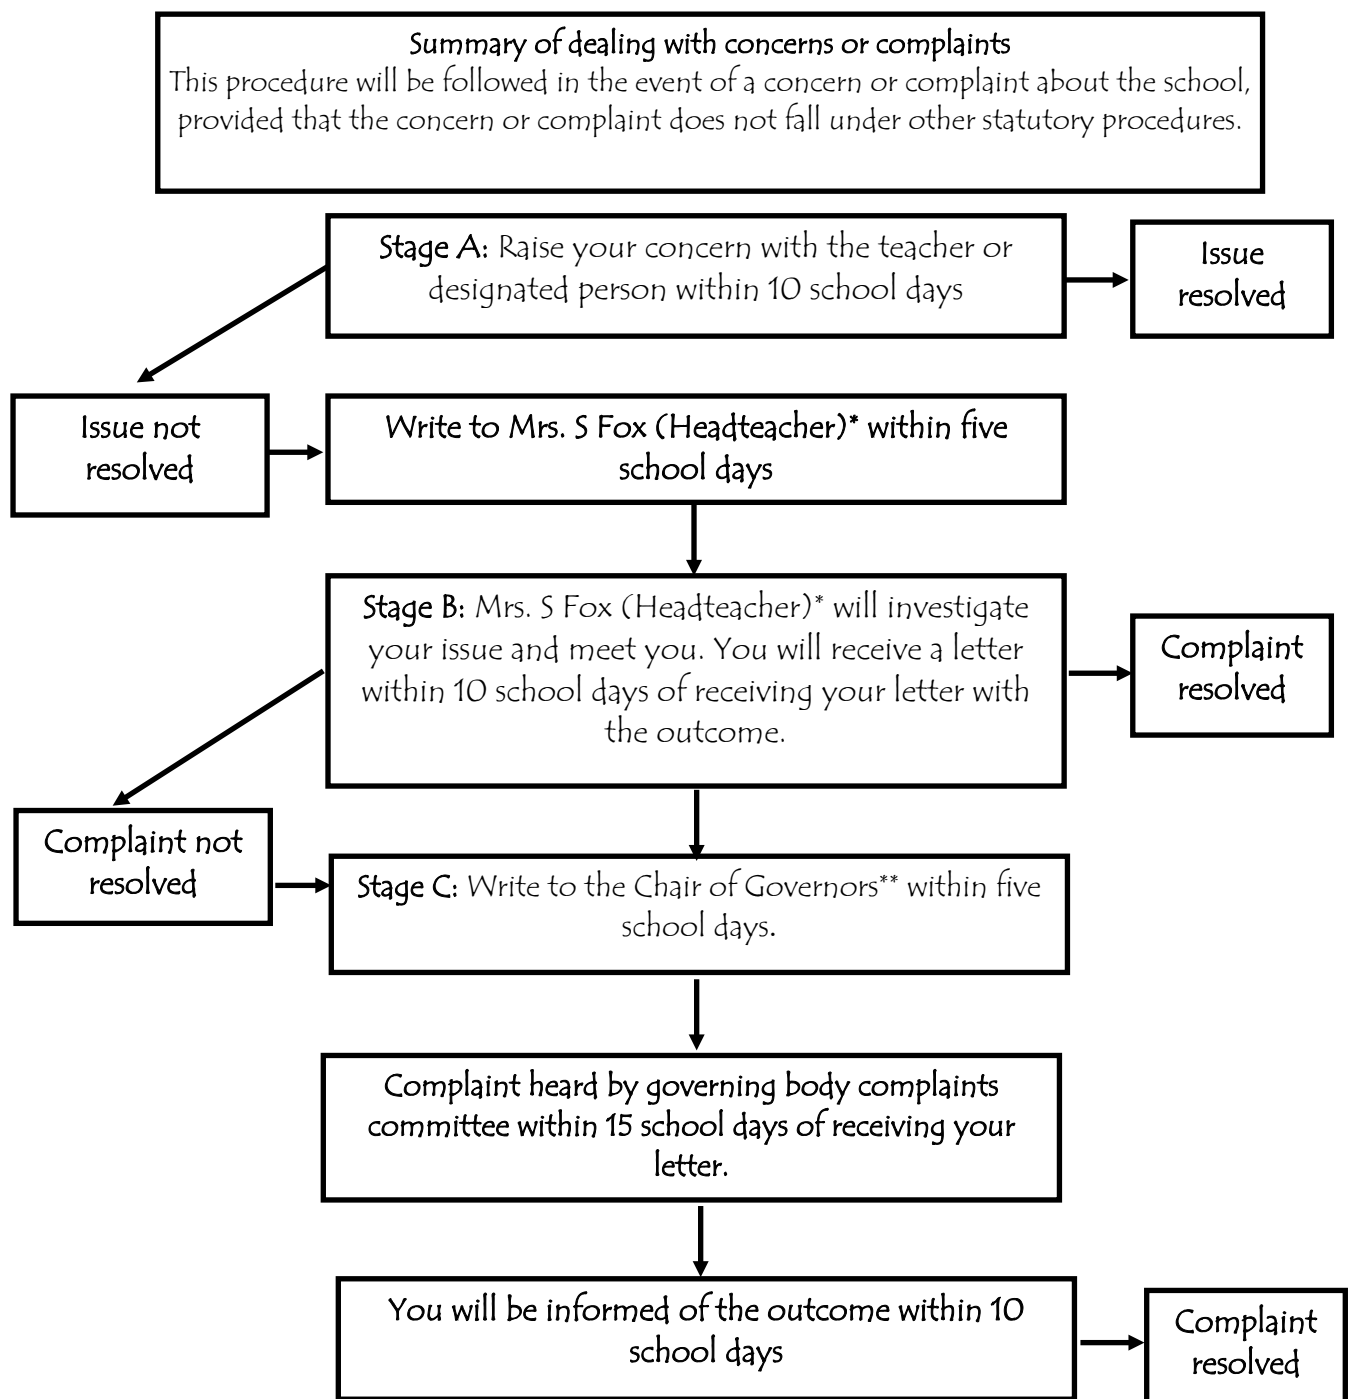 Summary of dealing with concerns or complaints
This procedure will be followed in the event of a concern or complaint about the school,
provided that the concern or complaint does not fall under other statutory procedures.
Stage A: Raise your concern with the teacher or
designated person within 10 school days
Issue
resolved
Issue not
resolved
Write to Mrs. S Fox (Headteacher)* within five
school days
Stage B: Mrs. S Fox (Headteacher)* will investigate
your issue and meet you. You will receive a letter
within 10 school days of receiving your letter with
the outcome.
Complaint
resolved
Complaint not
resolved
Stage C: Write to the Chair of Governors** within five
school days.
Complaint heard by governing body complaints
committee within 15 school days of receiving your
letter.
You will be informed of the outcome within 10
school days
Complaint
resolved